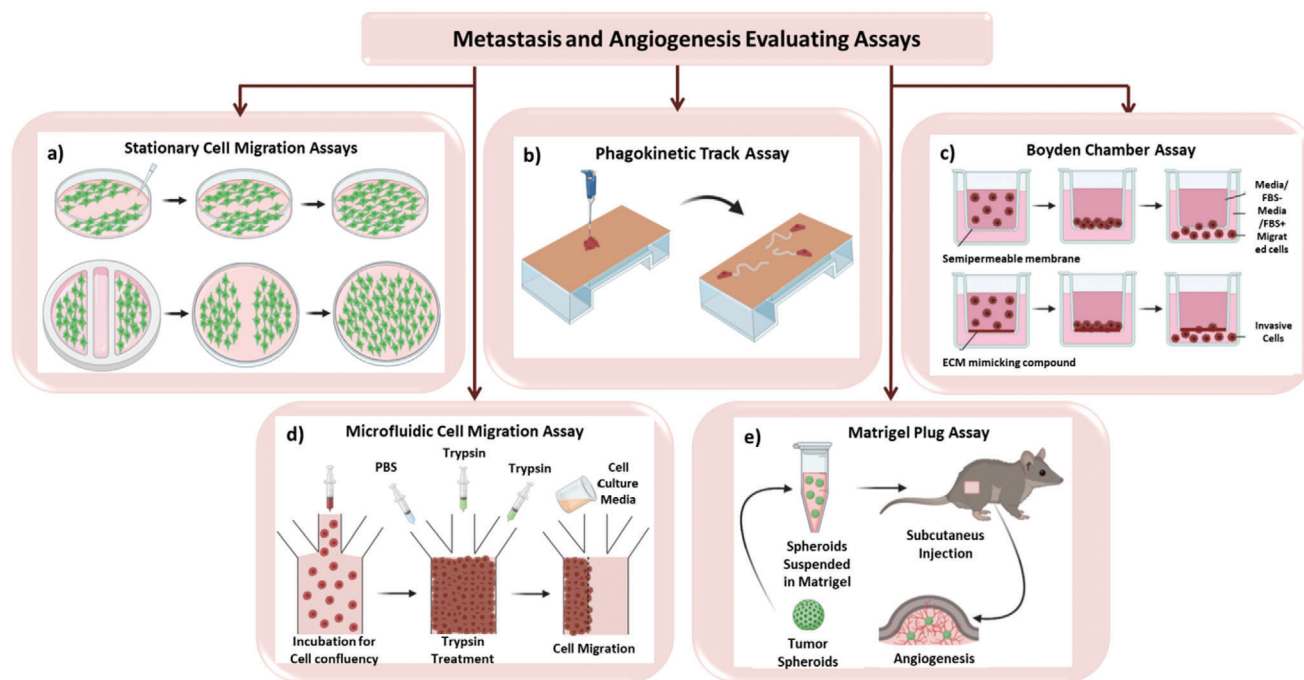 Metastasis and Angiogenesis Evaluating Assays
a)
Stationary Cell Migration Assays
b)
Phagokinetic Track Assay
c)
Boyden Chamber Assay
Media/
FBS-
Media
/FBS+
Migrat
ed cells
Semipermeable membrane
Invasive
Cells
ECM mimicking compound
d)
Microfluidic Cell Migration Assay
PBS
Trypsin
Trypsin
Cell
Culture
Media
Incubation for
Cell confluency
Trypsin
Treatment
Cell Migration
e)
Matrigel Plug Assay
Spheroids
Suspended
in Matrigel
Subcutaneus
Injection
Tumor
Spheroids
Angiogenesis